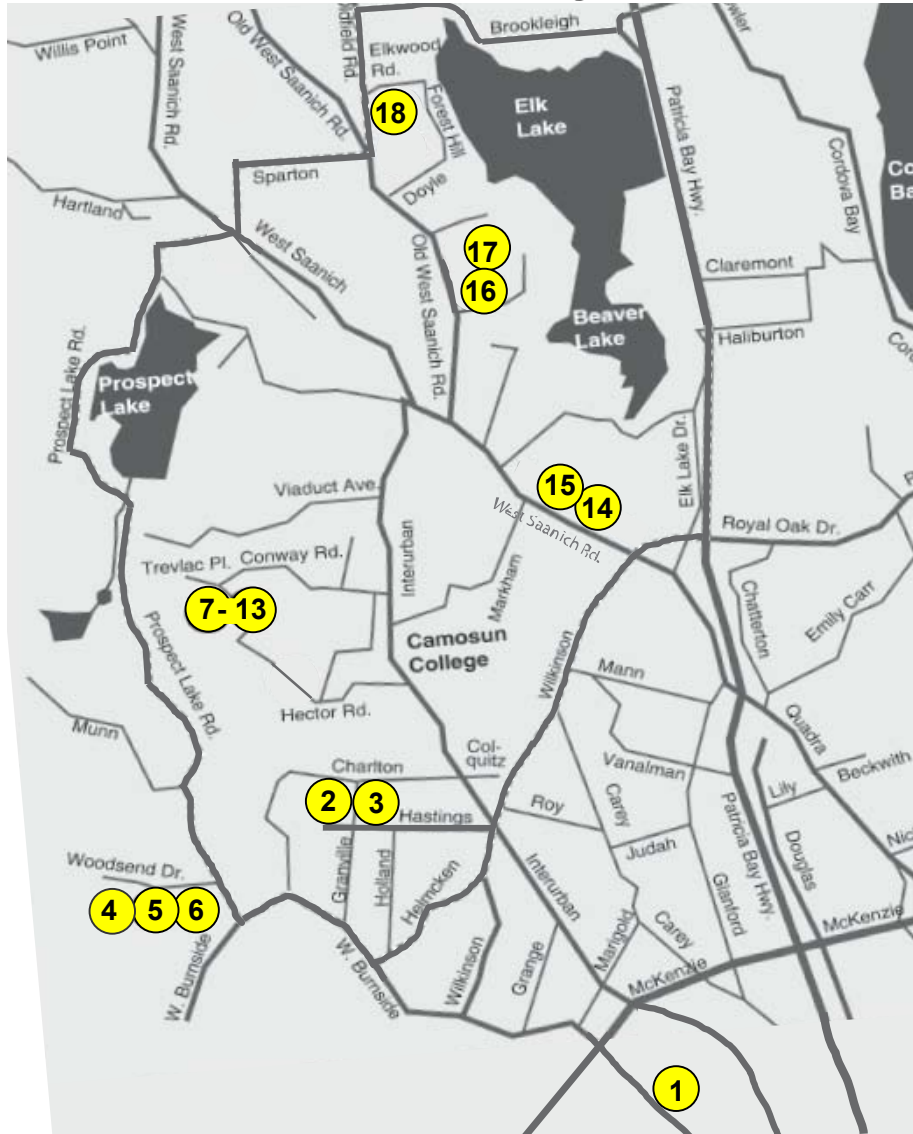 Brookleigh
Willis Point
West Saanich Rd.
Old West Saanich Rd.
Oldfield Rd.
Elkwood
Rd.
18
Forest Hill
Elk
Lake
Patricia Bay Hwy.
Cordova Bay
Sparton
Doyle
Hartland
West Saanich
Old West Saanich Rd.
17
16
Claremont
Beaver
Lake
Haliburton
Prospect Lake Rd.
Prospect
Lake
Elk Lake Dr.
Viaduct Ave.
15
14
West Saanich Rd.
Royal Oak Dr.
Trevlac Pl.
Conway Rd.
Interurban
Markham
7- 13
Chatterton
Emily Carr
Camosun
College
Wilkinson
Mann
Prospect Lake Rd.
Hector Rd.
Munn
Quadra
Col-
quitz
Charlton
Vanalman
Beckwith
Lily
2
3
Hastings
Roy
Carey
Judah
Patricia Bay Hwy.
Douglas
Woodsend Dr.
Granville
Holland
Helmcken
Interurban
Glanford
4
5
6
Marigold
Carey
McKenzie
W. Burnside
W. Burnside
Wilkinson
Grange
McKenzie
1